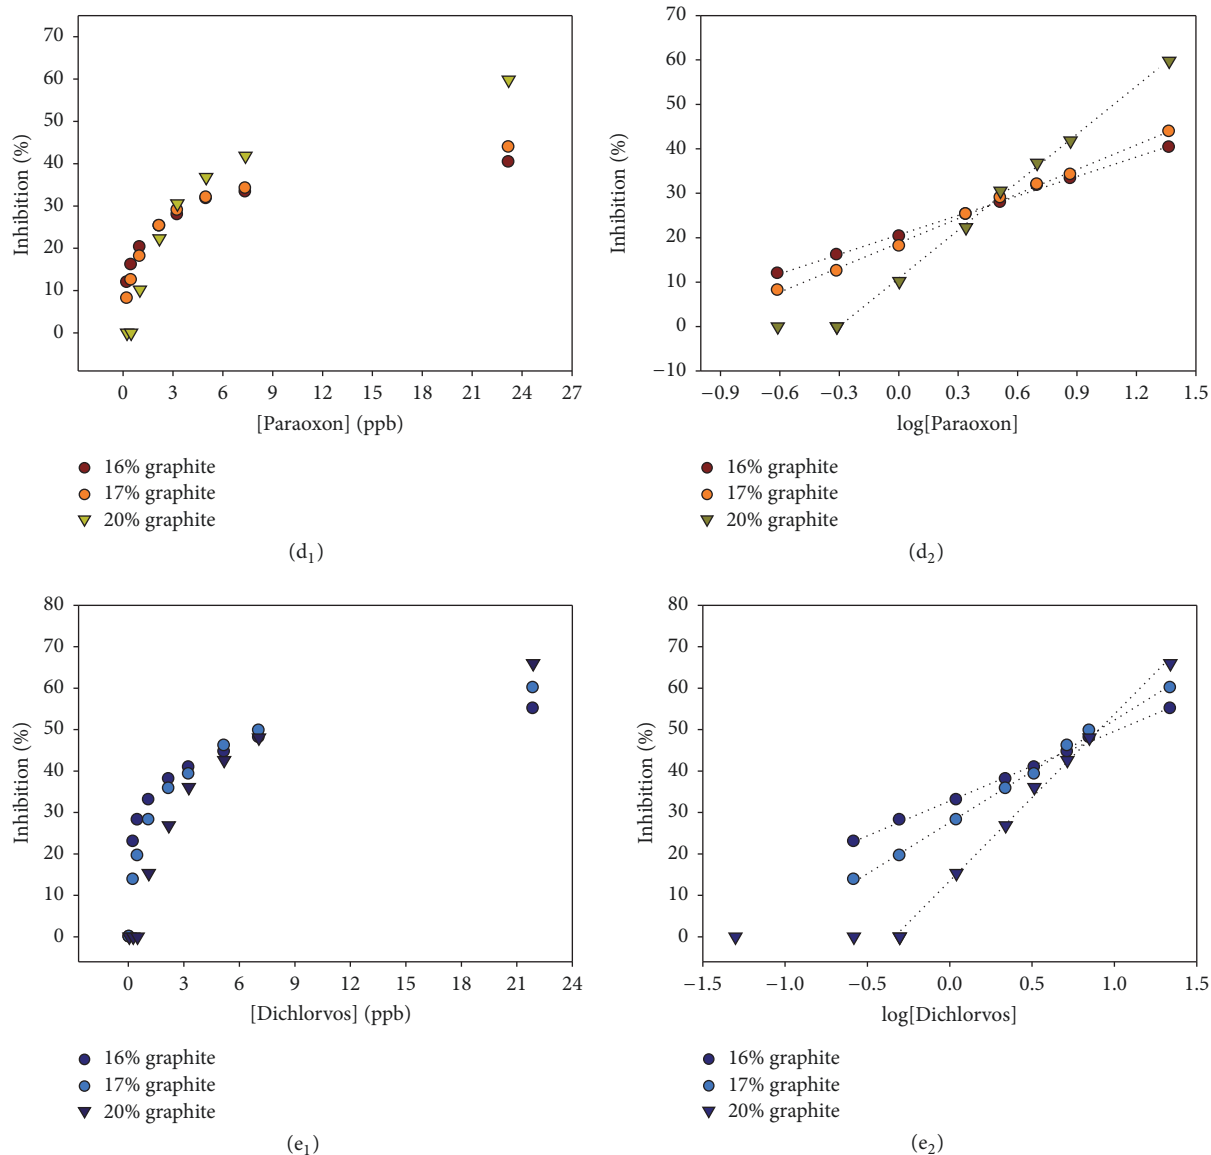 70
60
50
40
30
20
10
0
Inhibition (%)
0 3 6 9 12 15 18 21 24 27
[Paraoxon] (ppb)
16% graphite
17% graphite
20% graphite
(d1)
70
60
50
40
30
20
10
0
−10
Inhibition (%)
−0.9 −0.6 −0.3 0.0 0.3 0.6 0.9 1.2 1.5
log[Paraoxon]
16% graphite
17% graphite
20% graphite
(d2)
80
70
60
50
40
30
20
10
0
Inhibition (%)
0 3 6 9 12 15 18 21 24
[Dichlorvos] (ppb)
16% graphite
17% graphite
20% graphite
(e1)
80
70
60
50
40
30
20
10
0
Inhibition (%)
−1.5 −1.0 −0.5 0.0 0.5 1.0 1.5
log[Dichlorvos]
16% graphite
17% graphite
20% graphite
(e2)